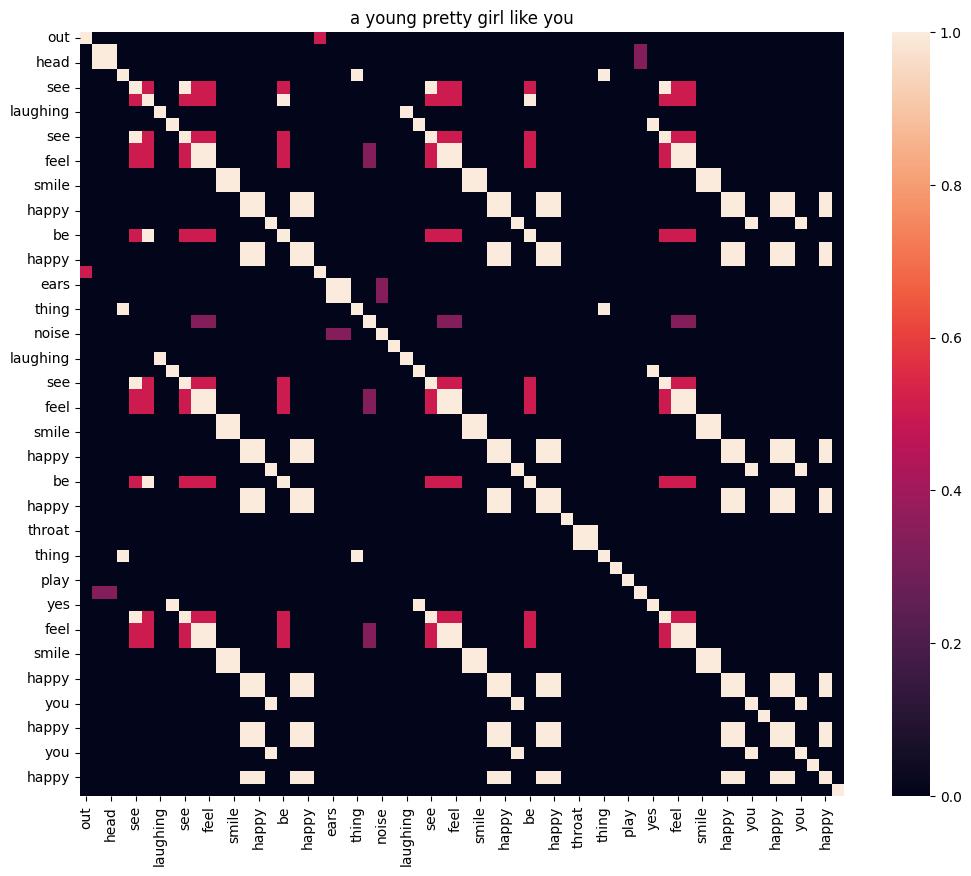 a young pretty girl like you
out
head
see
laughing
see
feel
smile
happy
be
happy
ears
thing
noise
laughing
see
feel
smile
happy
be
happy
throat
thing
play
yes
feel
smile
happy
you
happy
you
happy
out head see laughing see feel smile happy be happy ears thing noise laughing see feel smile happy be happy throat thing play yes feel smile happy you happy you happy
1.0
0.8
0.6
0.4
0.2
0.0